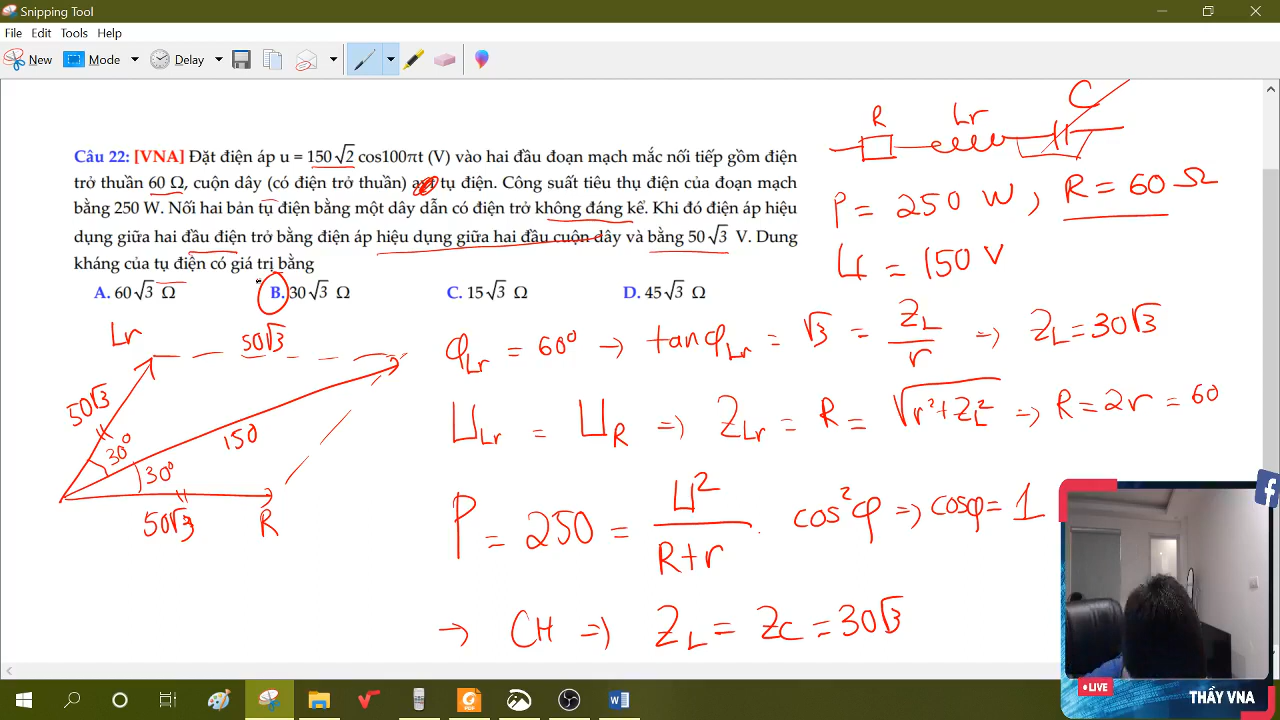 Snipping Tool
File Edit Tools Help
New Mode Delay
Câu 22: [VNA] Đặt điện áp u = 150√2 cos100πt (V) vào hai đầu đoạn mạch mắc nối tiếp gồm điện
trở thuần 60 Ω, cuộn dây (có điện trở thuần) tụ điện. Công suất tiêu thụ điện của đoạn mạch
bằng 250 W. Nối hai bản tụ điện bằng một dây dẫn có điện trở không đáng kể. Khi đó điện áp hiệu
dụng giữa hai đầu điện trở bằng điện áp hiệu dụng giữa hai đầu cuộn dây và bằng 50√3 V. Dung
kháng của tụ điện có giá trị bằng
A. 60√3 Ω B. 30√3 Ω C. 15√3 Ω D. 45√3 Ω
R Lr C
P = 250 W ; R = 60 Ω
U = 150 V
Lr
50√3
50√3
30°
150
30°
50√3
R
φLr = 60° → tanφLr = √3 = ZL/r ⇒ ZL = 30√3
ULr = UR ⇒ ZLr = R = √r²+ZL² ⇒ R = 2r = 60
P = 250 = U²/R+r . cos²φ ⇒ cosφ = 1
→ CH ⇒ ZL = ZC = 30√3
LIVE
THẦY VNA